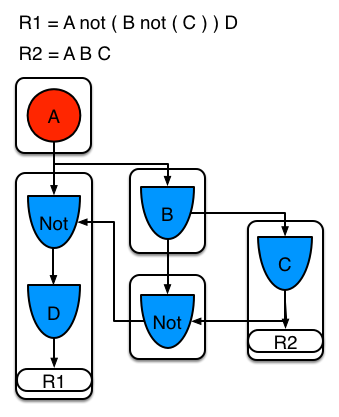 R1 = A not ( B not ( C ) ) D
R2 = A B C
A
Not
B
C
D
Not
R2
R1